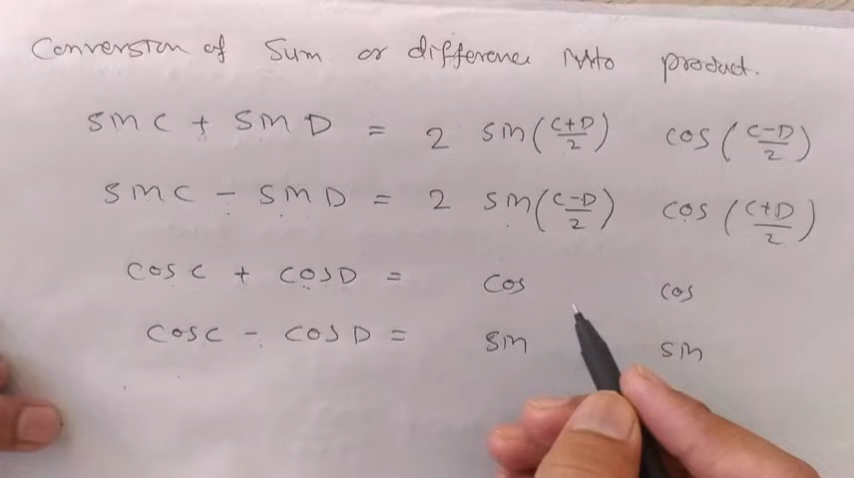 Conversion of Sum or difference into product.
sin C + sin D = 2 sin(C+D/2) cos(C-D/2)
sin C - sin D = 2 sin(C-D/2) cos(C+D/2)
cos C + cos D = cos cos
cos C - cos D = sin sin